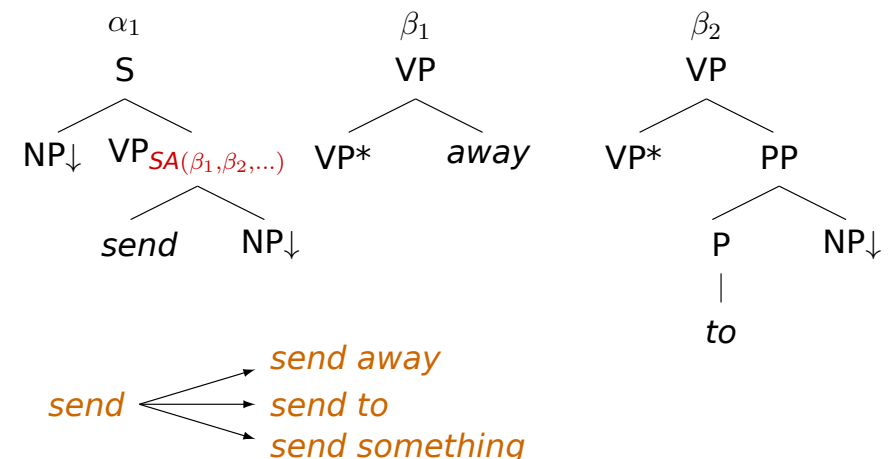 α₁ β₁ β₂
S VP VP
NP↓ VP_SA(β₁,β₂,...) VP* away VP* PP
send NP↓ P NP↓
to
send away
send send to
send something